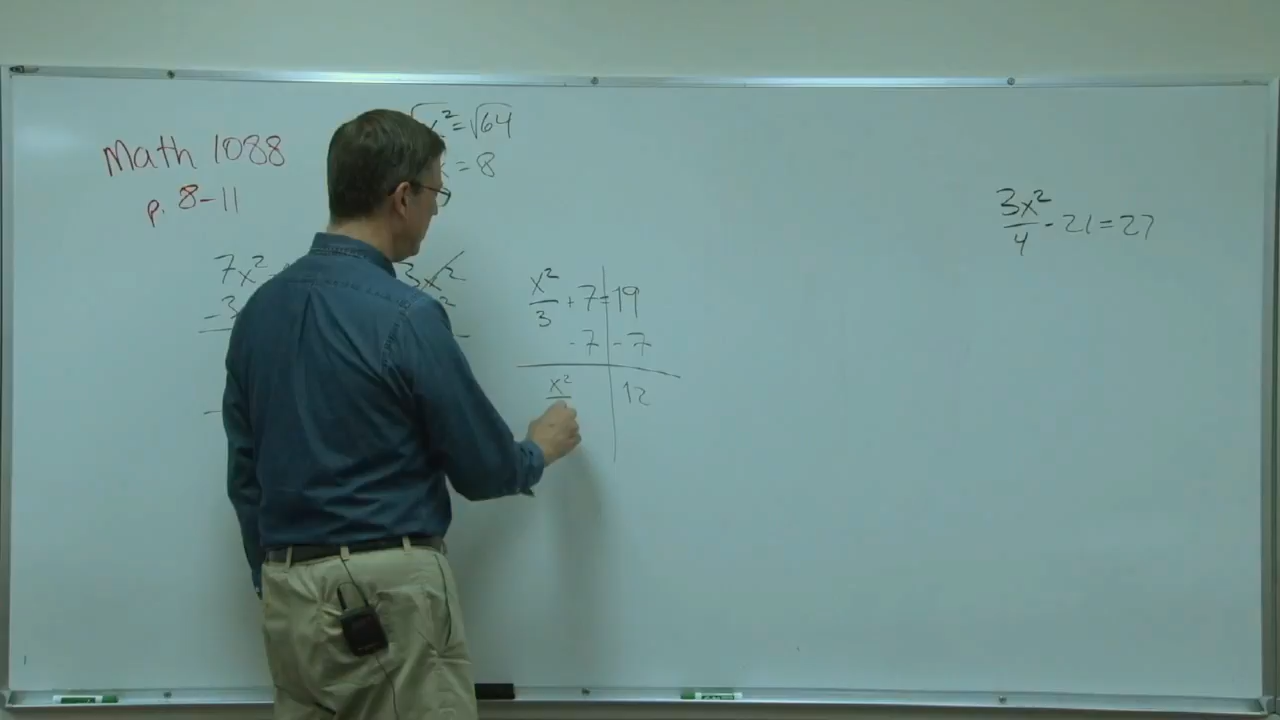 Math 1088
p. 8-11
√x² = √64
= 8
7x²
3x²
-3
x²/3 + 7 = 19
-7 -7
x² 12
3x²/4 - 21 = 27